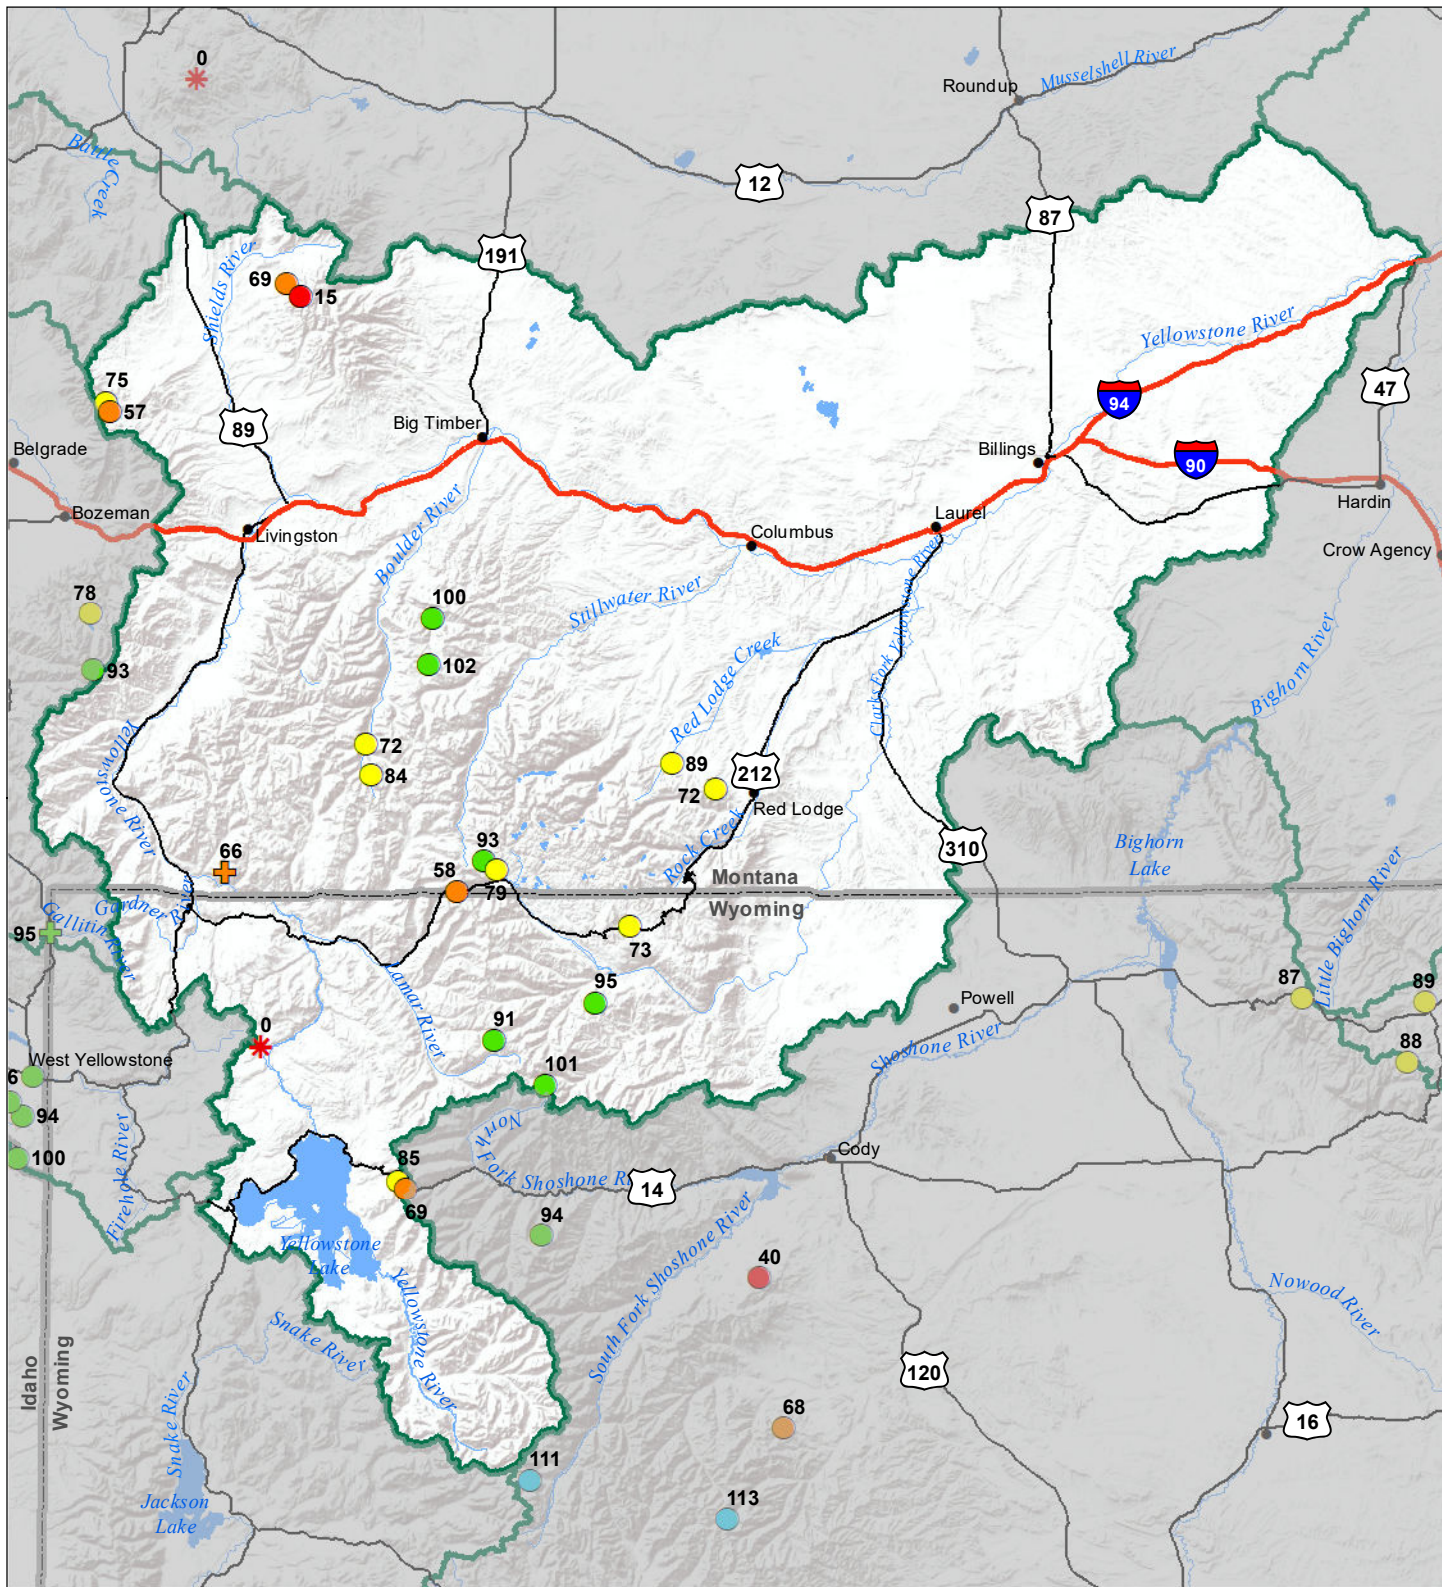 0
Roundup
Musselshell River
Battle Creek
12
87
191
Shields River
69
15
Yellowstone River
75
57
47
94
89
Big Timber
Belgrade
Billings
90
Bozeman
Hardin
Livingston
Laurel
Columbus
Crow Agency
Boulder River
Stillwater River
Clarks Fork Yellowstone River
78
100
93
102
Red Lodge Creek
Bighorn River
Yellowstone River
72
84
89
72
212
Red Lodge
Rock Creek
310
Bighorn
Lake
93
66
58
79
Montana
Wyoming
Little Bighorn River
Gardner River
Gallitin River
95
73
Lamar River
95
87
89
Powell
91
0
Shoshone River
88
West Yellowstone
6
101
94
North Fork Shoshone Ri
Cody
100
85
69
14
Firehole River
94
South Fork Shoshone River
40
Yellowstone
Lake
Yellowstone River
Nowood River
Snake River
Idaho
Wyoming
120
Snake River
68
16
111
Jackson
Lake
113